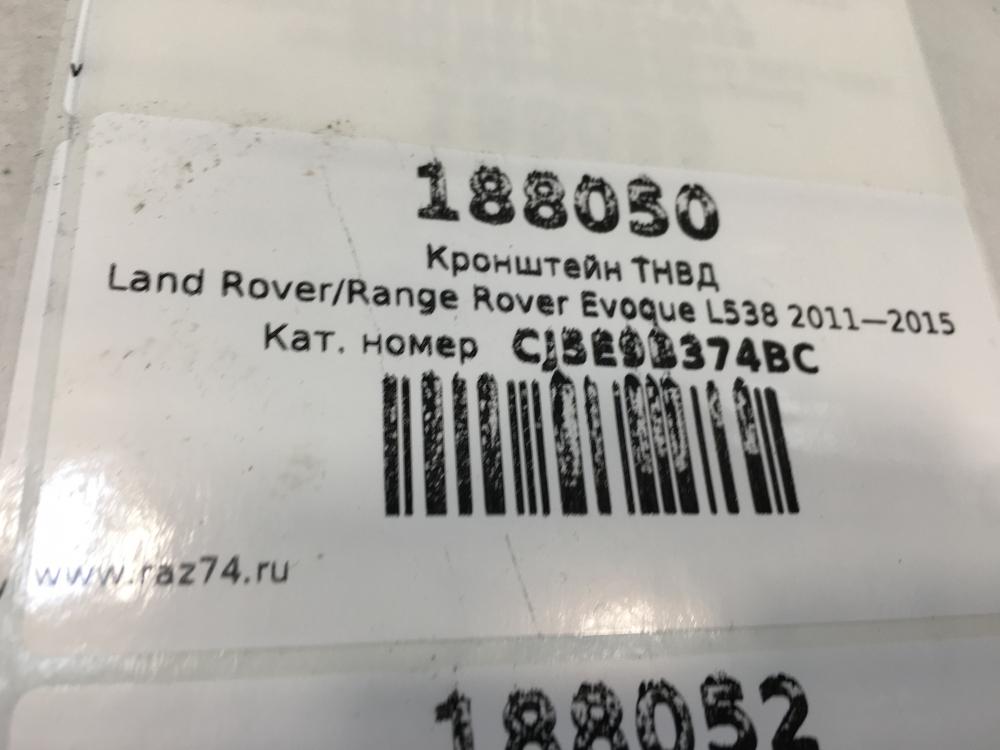 188050
Кронштейн ТНВД
Land Rover/Range Rover Evoque L538 2011—2015
Кат. номер CJ5E9B374BC
www.raz74.ru
188052